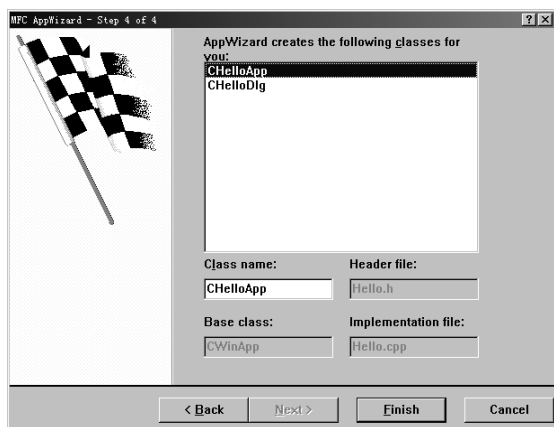 MFC AppWizard - Step 4 of 4
AppWizard creates the following classes for
you:
CHelloApp
CHelloDlg
Class name:
Header file:
CHelloApp
Hello.h
Base class:
Implementation file:
CWinApp
Hello.cpp
< Back
Next >
Finish
Cancel